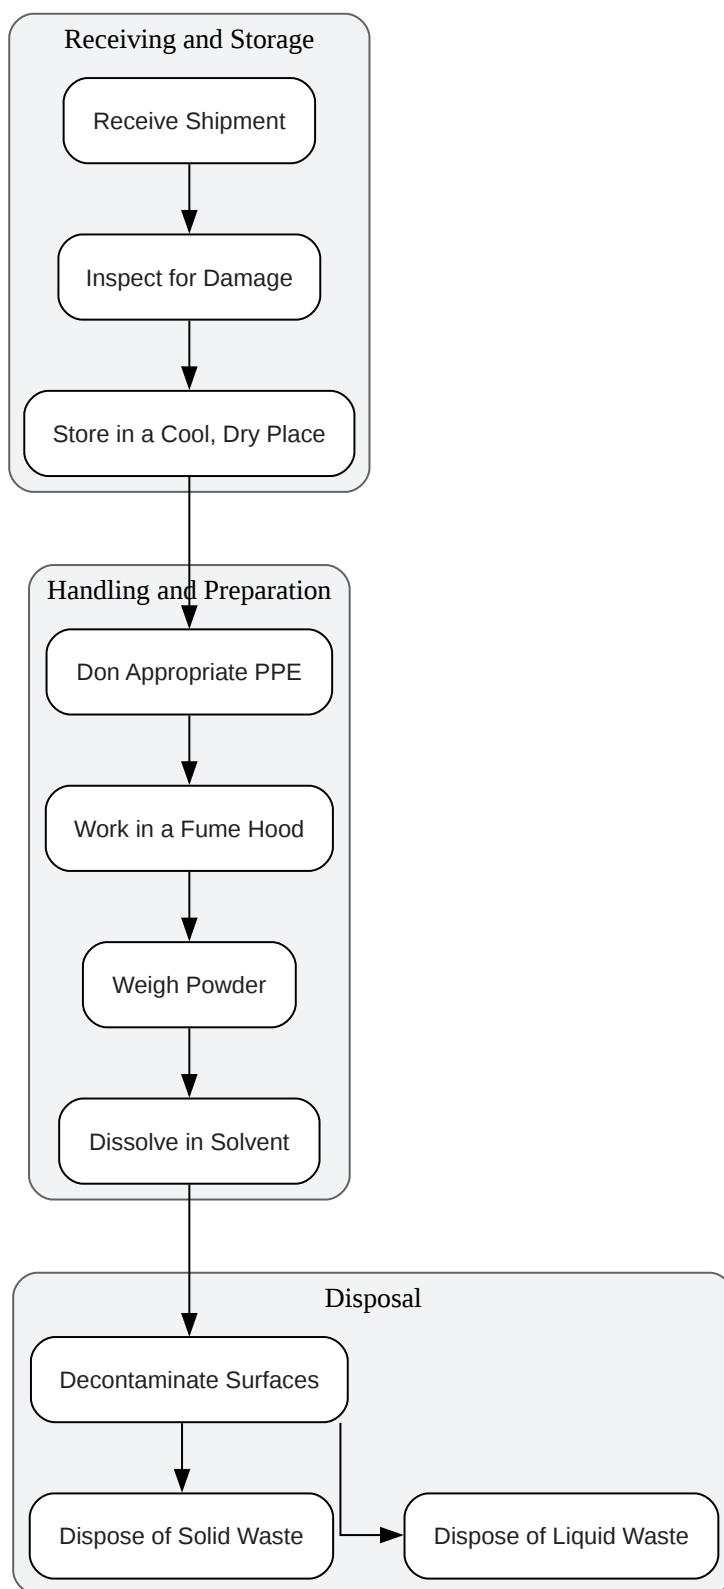 Receiving and Storage
Receive Shipment
Inspect for Damage
Store in a Cool, Dry Place
Handling and Preparation
Don Appropriate PPE
Work in a Fume Hood
Weigh Powder
Dissolve in Solvent
Disposal
Decontaminate Surfaces
Dispose of Solid Waste
Dispose of Liquid Waste